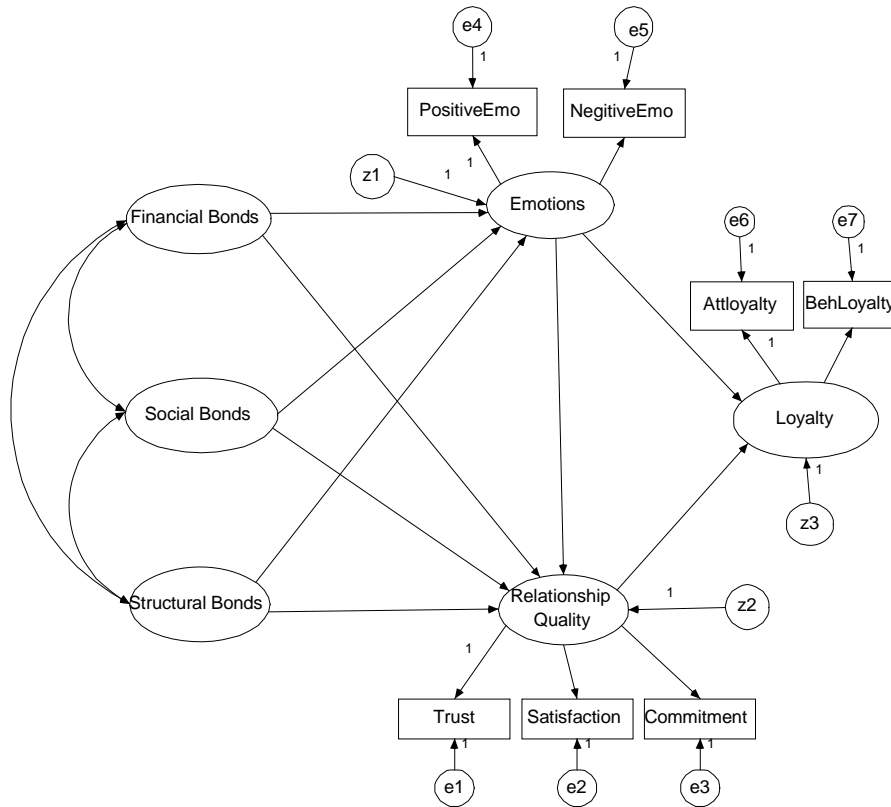 e4
e5
1
1
PositiveEmo
NegitiveEmo
1
z1
1
Emotions
Financial Bonds
e6
e7
1
1
Attloyalty
BehLoyalty
1
Social Bonds
Loyalty
1
z3
Structural Bonds
Relationship
Quality
1
z2
1
Trust
Satisfaction
Commitment
1
1
1
e1
e2
e3